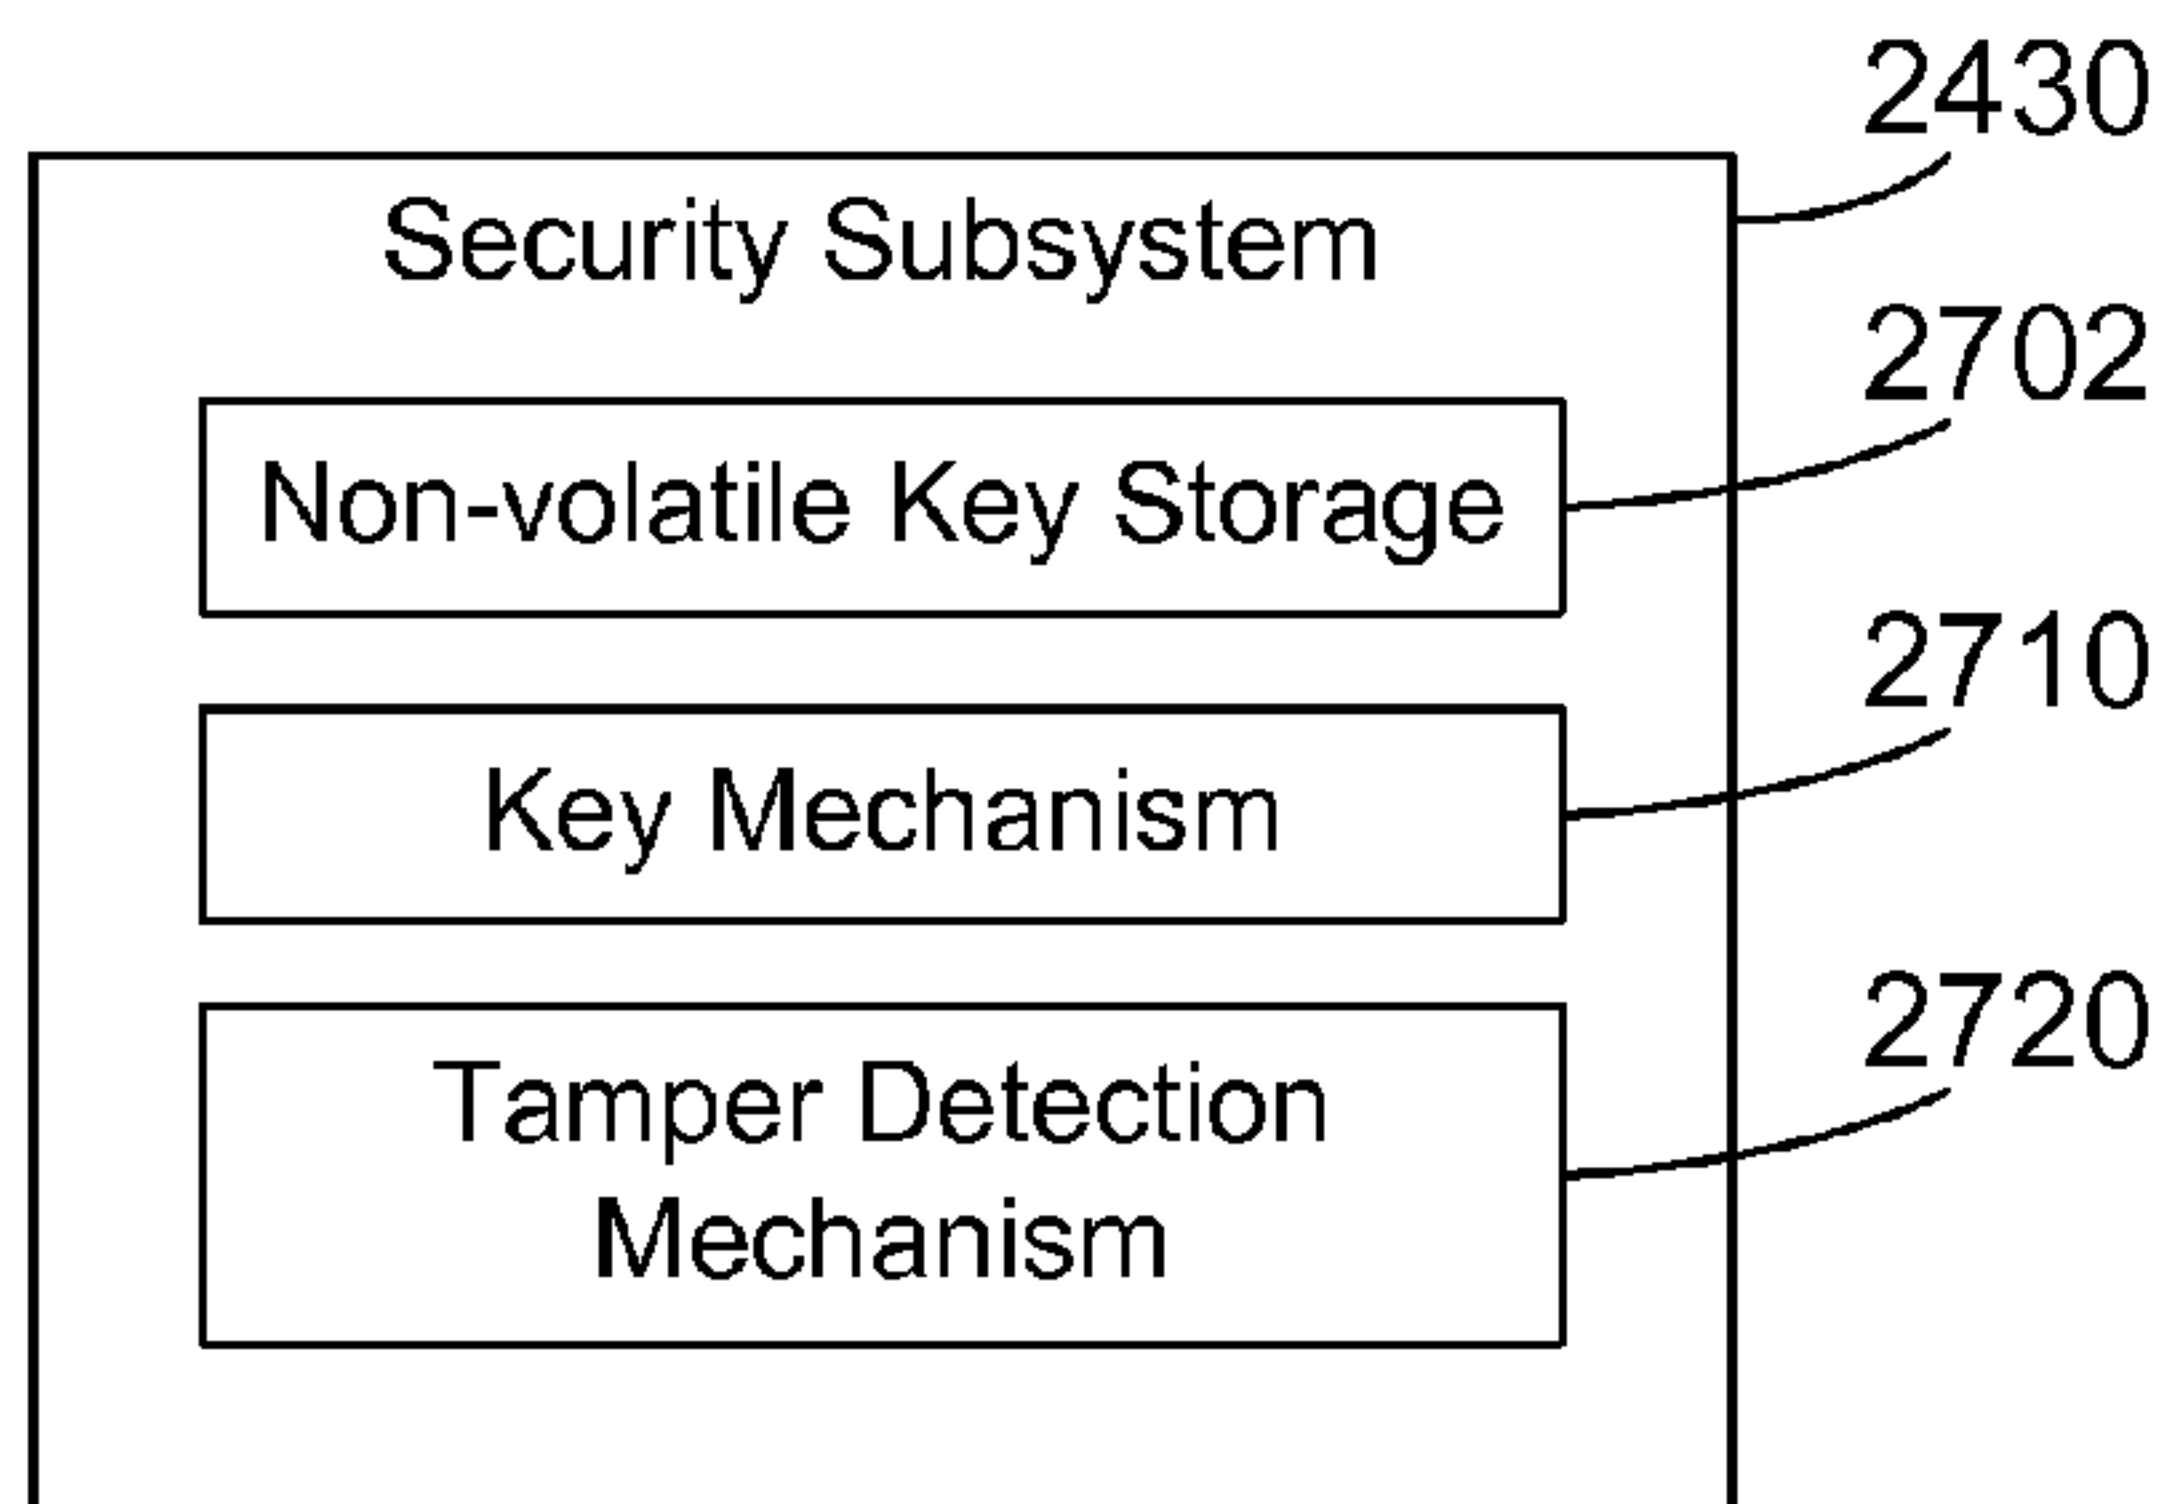 2430
Security Subsystem
2702
Non-volatile Key Storage
2710
Key Mechanism
2720
Tamper Detection
Mechanism